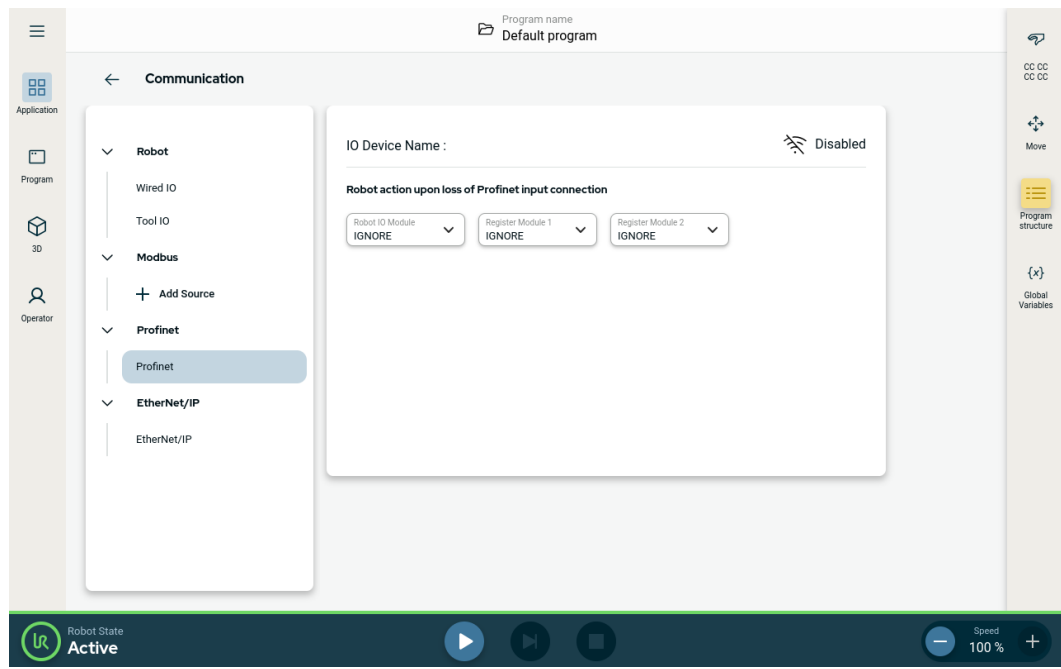 Program name
Default program
Communication
Application
Program
3D
Operator
Robot
Wired IO
Tool IO
Modbus
Add Source
Profinet
Profinet
EtherNet/IP
EtherNet/IP
IO Device Name :
Disabled
Robot action upon loss of Profinet input connection
Robot IO Module
IGNORE
Register Module 1
IGNORE
Register Module 2
IGNORE
CC CC
CC CC
Move
Program
structure
{x}
Global
Variables
Robot State
Active
Speed
100 %